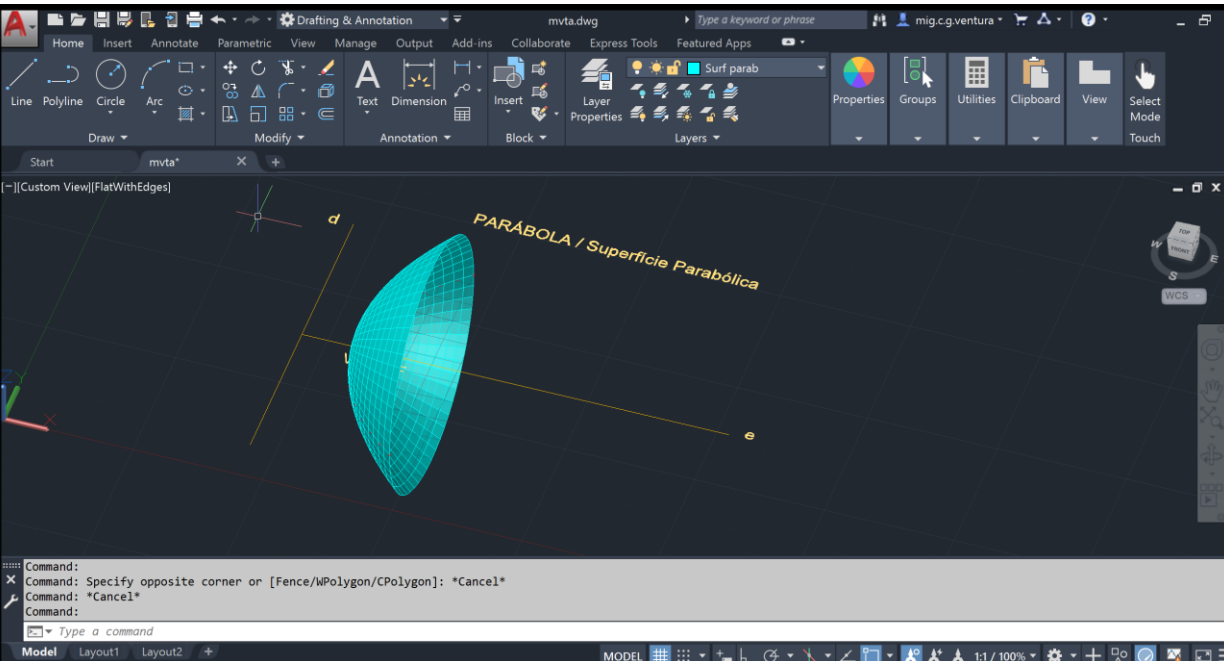 Drafting & Annotation mvta.dwg Type a keyword or phrase mig.c.g.ventura
Home Insert Annotate Parametric View Manage Output Add-ins Collaborate Express Tools Featured Apps
Surf parab
Line Polyline Circle Arc Text Dimension Insert Layer Properties Properties Groups Utilities Clipboard View Select Mode
Draw Modify Annotation Block Layers Touch
Start mvta* +
[−][Custom View][FlatWithEdges]
d
PARÁBOLA / Superfície Parabólica
TOP
FRONT
W
S
E
WCS
Z
Y
X
e
Command:
Command: Specify opposite corner or [Fence/WPolygon/CPolygon]: *Cancel*
Command: *Cancel*
Command:
Type a command
Model Layout1 Layout2 + MODEL 1:1 / 100%